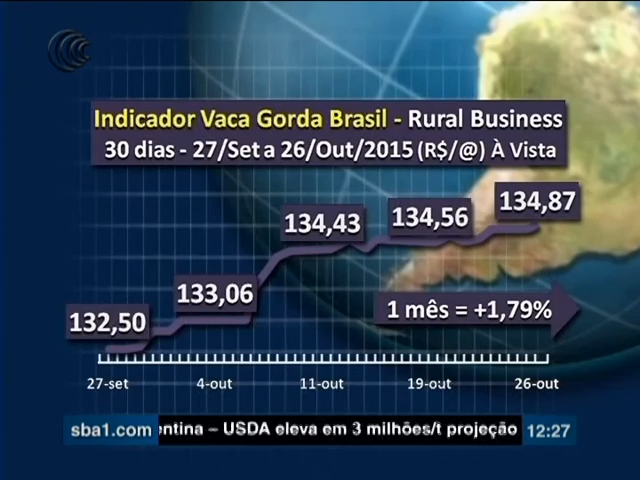 Indicador Vaca Gorda Brasil - Rural Business
30 dias - 27/Set a 26/Out/2015 (R$/@) À Vista
134,87
134,56
134,43
133,06
132,50
1 mês = +1,79%
27-set 4-out 11-out 19-out 26-out
sba1.com entina – USDA eleva em 3 milhões/t projeção 12:27